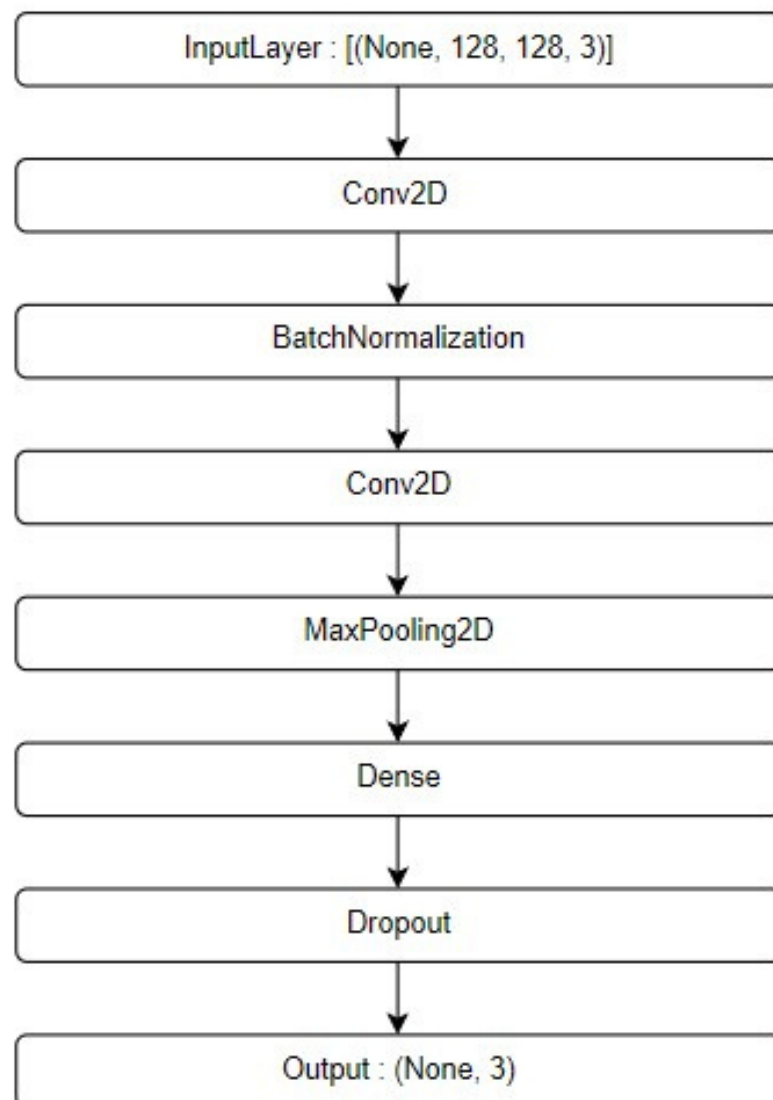 InputLayer : [(None, 128, 128, 3)]
Conv2D
BatchNormalization
Conv2D
MaxPooling2D
Dense
Dropout
Output : (None, 3)